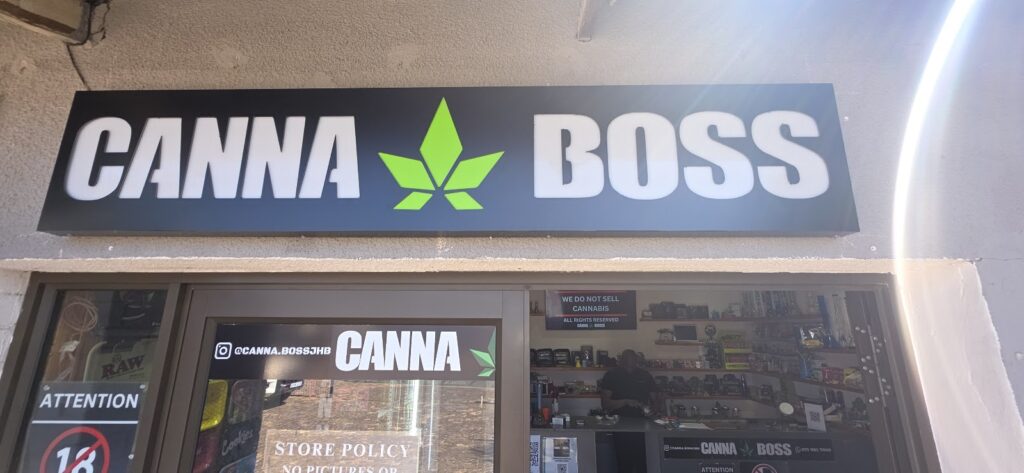 CANNA BOSS
@CANNA.BOSSJHB CANNA
WE DO NOT SELL
CANNABIS
ALL RIGHTS RESERVED
RAW
ATTENTION
18
Cookies
STORE POLICY
NO PICTURES OR
CANNA BOSS
ATTENTION